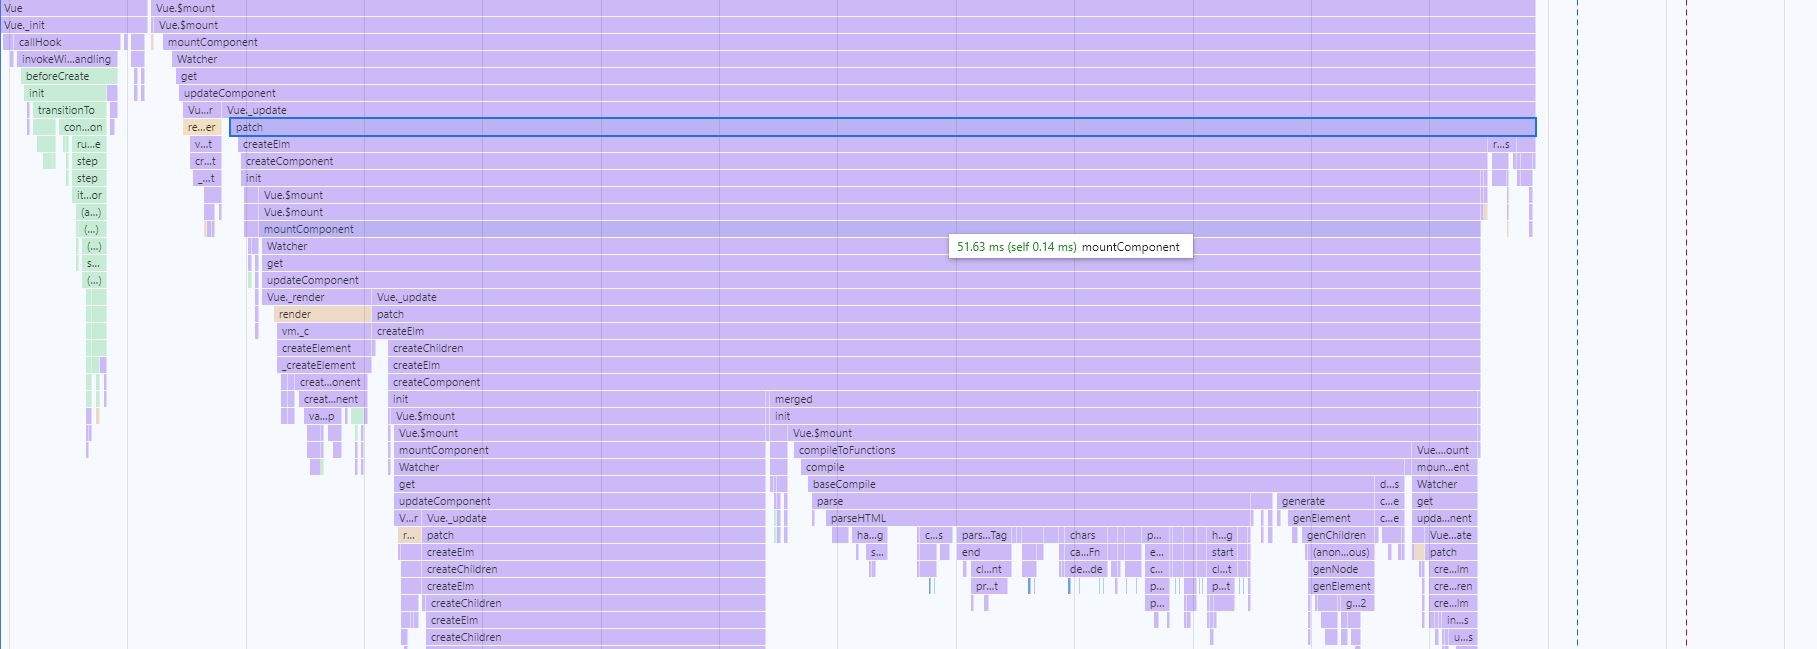 Vue Vue.$mount
Vue._init Vue.$mount
callHook mountComponent
invokeWi...andling Watcher
beforeCreate get
init updateComponent
transitionTo Vu...r Vue._update
con...on re...er patch
ru...e v...t createElm r...s
step cr...t createComponent
step _...t init
it...or Vue.$mount
(a...) Vue.$mount
(...) mountComponent
(...) Watcher 51.63 ms (self 0.14 ms) mountComponent
s... get
(...) updateComponent
Vue._render Vue._update
render patch
vm._c createElm
createElement createChildren
_createElement createElm
creat...onent createComponent
creat...nent init merged
va...p Vue.$mount init
Vue.$mount Vue.$mount
mountComponent compileToFunctions Vue....ount
Watcher compile moun...ent
get baseCompile d...s Watcher
updateComponent parse generate c...e get
V...r Vue._update parseHTML genElement c...e upda...nent
r... patch ha...g c...s pars...Tag chars p... h...g genChildren Vue...ate
createElm s... end ca...Fn e... start (anon...ous) patch
createChildren cl...nt de...de c... cl...t genNode cre...lm
createElm pr...t p... p...t genElement cre...ren
createChildren p... g...2 cre...lm
createElm in...s
createChildren u...s